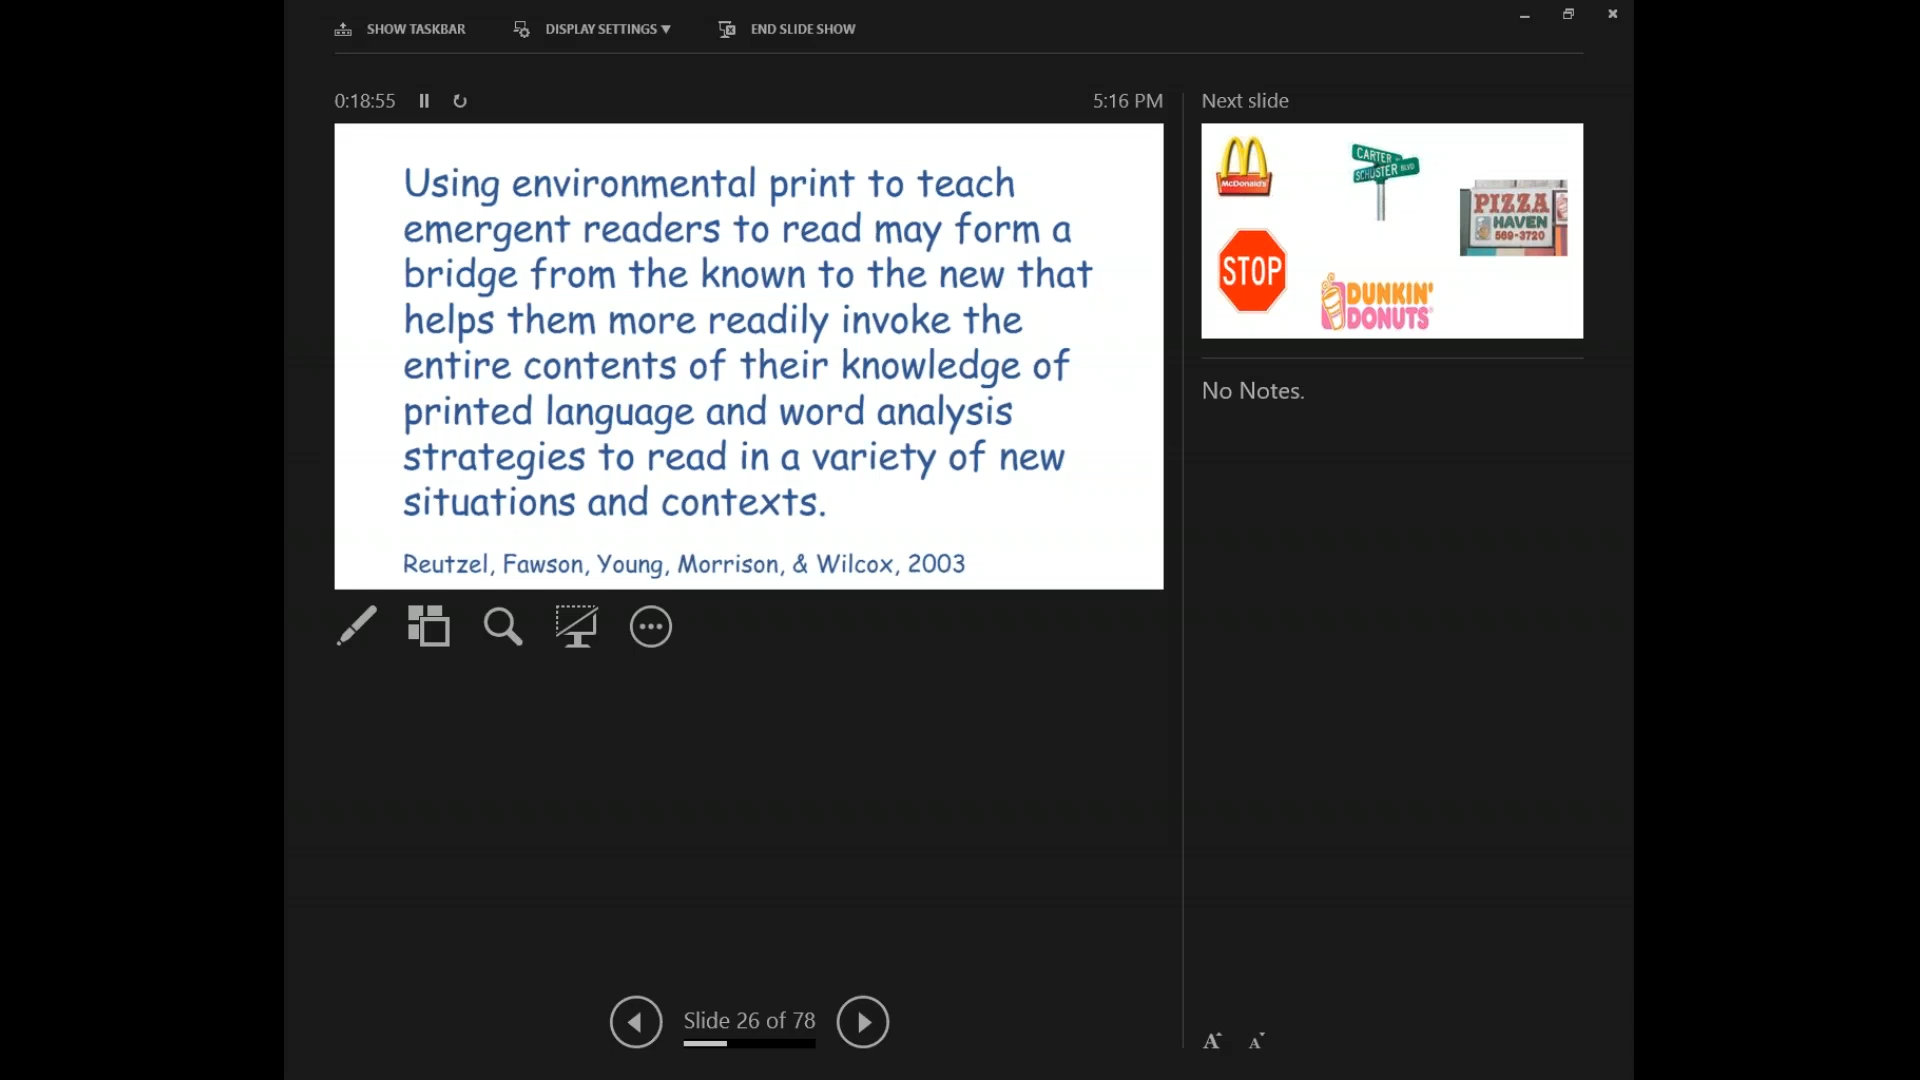 SHOW TASKBAR
DISPLAY SETTINGS ▼
END SLIDE SHOW
0:18:55
5:16 PM
Using environmental print to teach
emergent readers to read may form a
bridge from the known to the new that
helps them more readily invoke the
entire contents of their knowledge of
printed language and word analysis
strategies to read in a variety of new
situations and contexts.
Reutzel, Fawson, Young, Morrison, & Wilcox, 2003
Next slide
McDonald's
CARTER
SCHUSTER BLVD
PIZZA
HAVEN
569-3720
STOP
DUNKIN'
DONUTS
No Notes.
Slide 26 of 78
A
A